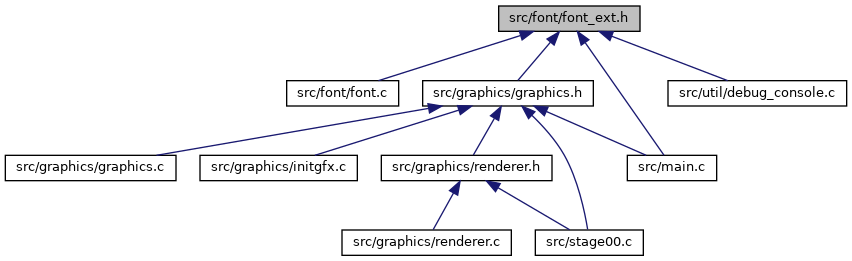 src/font/font_ext.h
src/font/font.c
src/graphics/graphics.h
src/util/debug_console.c
src/graphics/graphics.c
src/graphics/initgfx.c
src/graphics/renderer.h
src/main.c
src/graphics/renderer.c
src/stage00.c